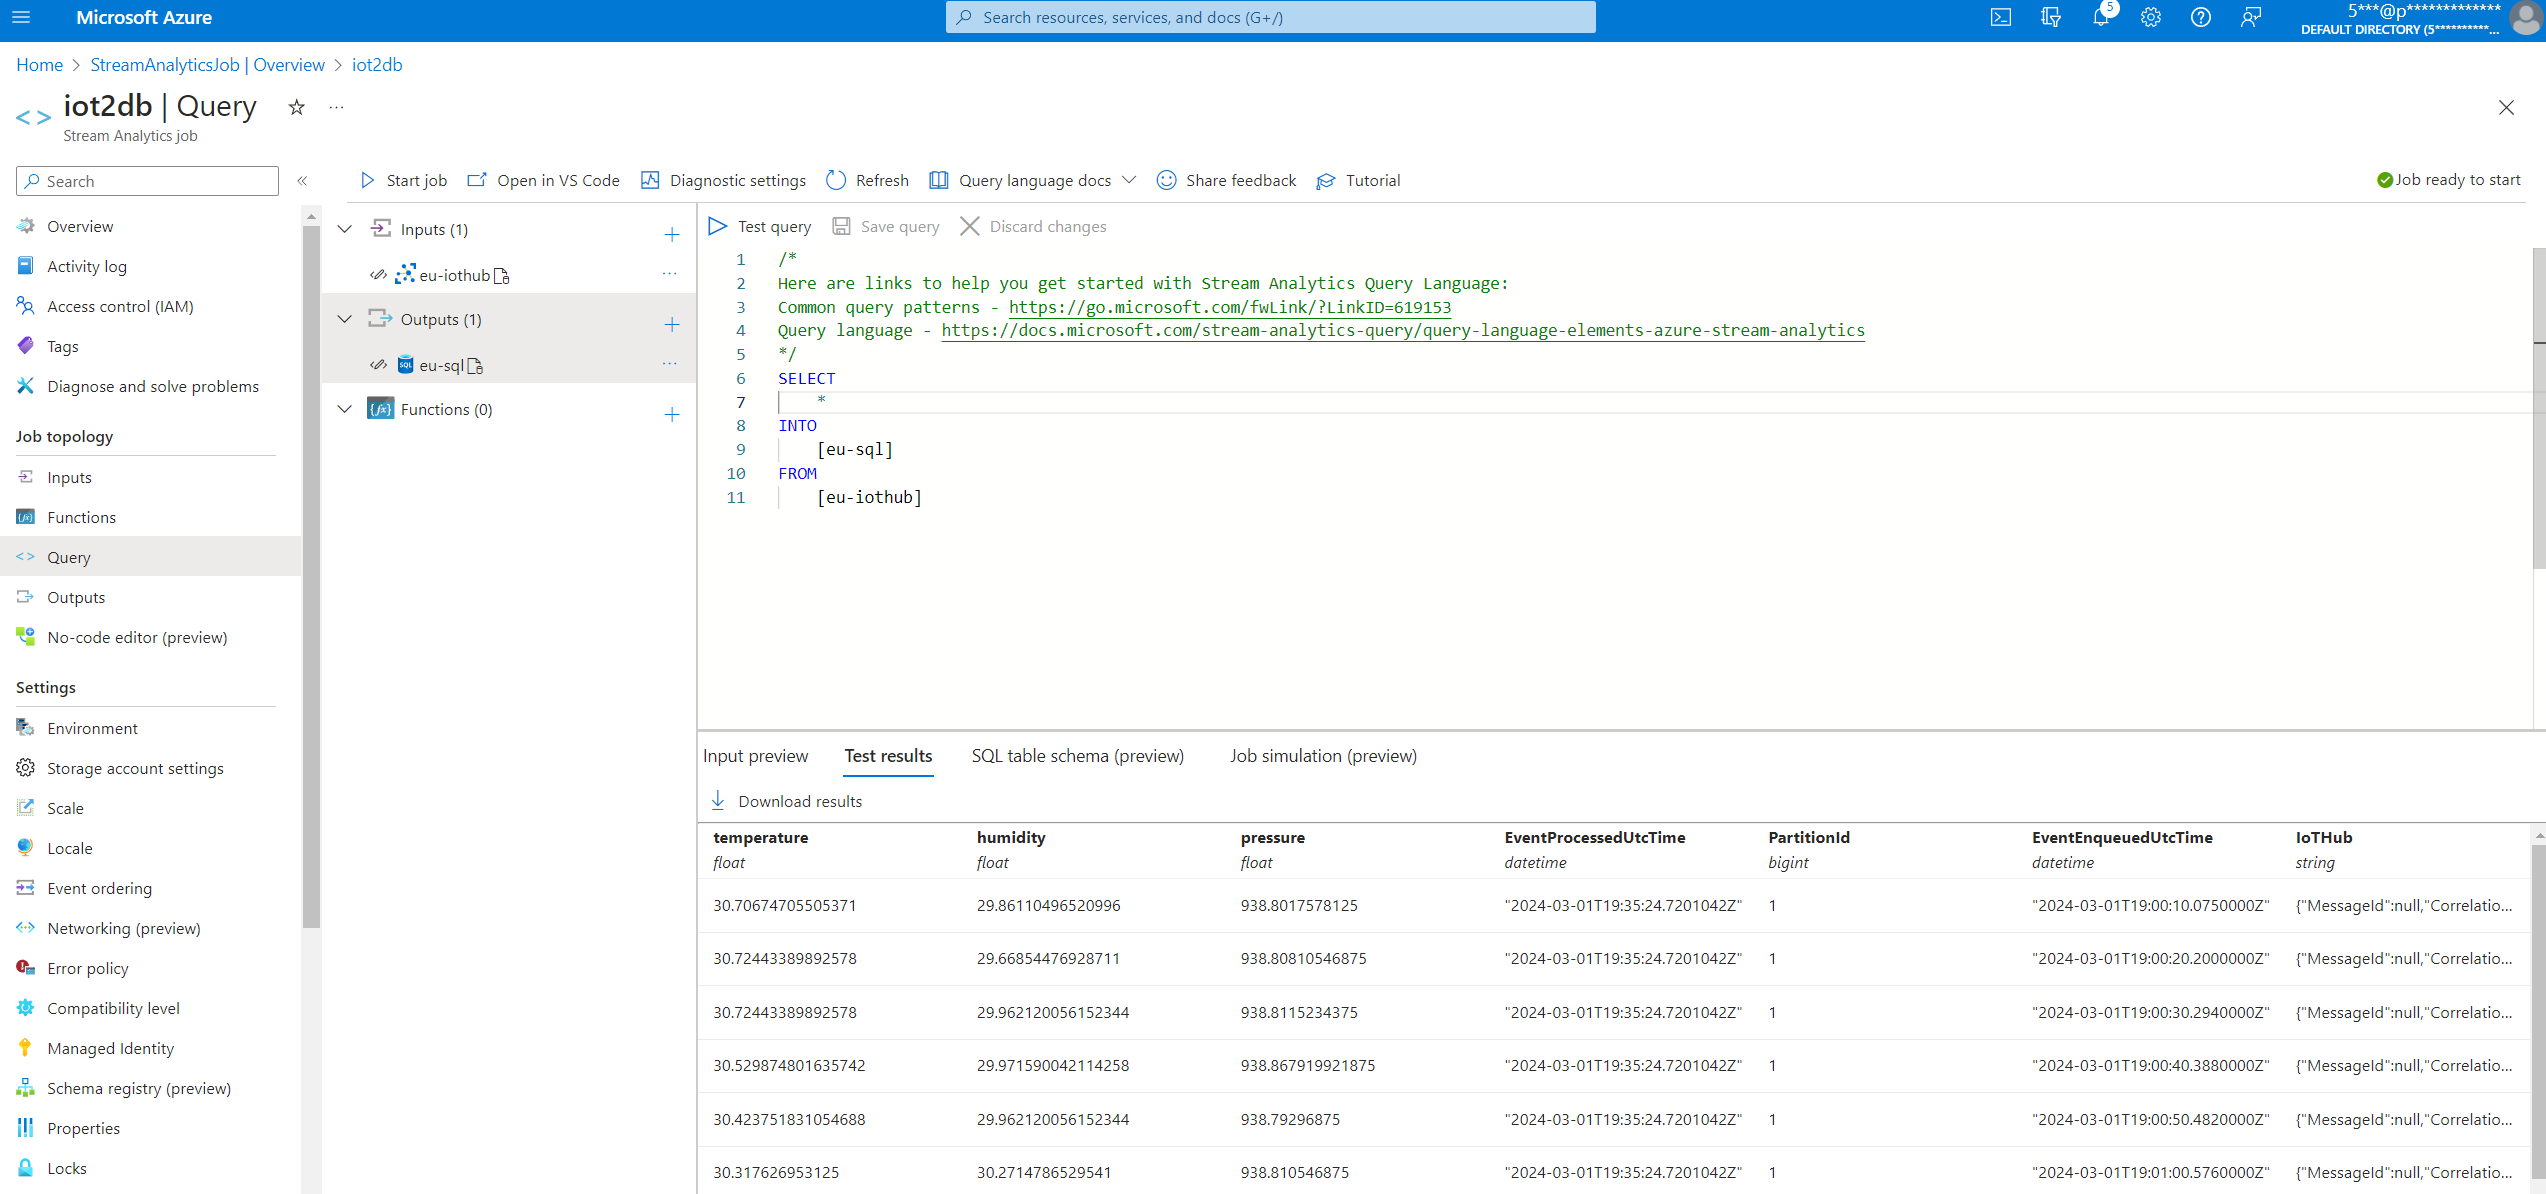 Microsoft Azure
Search resources, services, and docs (G+/)
5
5***@p**************
DEFAULT DIRECTORY (5**********...
Home > StreamAnalyticsJob | Overview > iot2db
iot2db | Query
Stream Analytics job
Search
Start job
Open in VS Code
Diagnostic settings
Refresh
Query language docs
Share feedback
Tutorial
Job ready to start
Overview
Activity log
Access control (IAM)
Tags
Diagnose and solve problems
Job topology
Inputs
Functions
Query
Outputs
No-code editor (preview)
Settings
Environment
Storage account settings
Scale
Locale
Event ordering
Networking (preview)
Error policy
Compatibility level
Managed Identity
Schema registry (preview)
Properties
Locks
Inputs (1)
eu-iothub
Outputs (1)
eu-sql
Functions (0)
Test query
Save query
Discard changes
1 /*
2 Here are links to help you get started with Stream Analytics Query Language:
3 Common query patterns - https://go.microsoft.com/fwLink/?LinkID=619153
4 Query language - https://docs.microsoft.com/stream-analytics-query/query-language-elements-azure-stream-analytics
5 */
6 SELECT
7 *
8 INTO
9 [eu-sql]
10 FROM
11 [eu-iothub]
Input preview
Test results
SQL table schema (preview)
Job simulation (preview)
Download results
temperature humidity pressure EventProcessedUtcTime PartitionId EventEnqueuedUtcTime IoTHub
float float float datetime bigint datetime string
30.70674705505371 29.86110496520996 938.8017578125 "2024-03-01T19:35:24.7201042Z" 1 "2024-03-01T19:00:10.0750000Z" {"MessageId":null,"Correlatio...
30.72443389892578 29.66854476928711 938.80810546875 "2024-03-01T19:35:24.7201042Z" 1 "2024-03-01T19:00:20.2000000Z" {"MessageId":null,"Correlatio...
30.72443389892578 29.962120056152344 938.8115234375 "2024-03-01T19:35:24.7201042Z" 1 "2024-03-01T19:00:30.2940000Z" {"MessageId":null,"Correlatio...
30.529874801635742 29.971590042114258 938.867919921875 "2024-03-01T19:35:24.7201042Z" 1 "2024-03-01T19:00:40.3880000Z" {"MessageId":null,"Correlatio...
30.423751831054688 29.962120056152344 938.79296875 "2024-03-01T19:35:24.7201042Z" 1 "2024-03-01T19:00:50.4820000Z" {"MessageId":null,"Correlatio...
30.317626953125 30.2714786529541 938.810546875 "2024-03-01T19:35:24.7201042Z" 1 "2024-03-01T19:01:00.5760000Z" {"MessageId":null,"Correlatio...